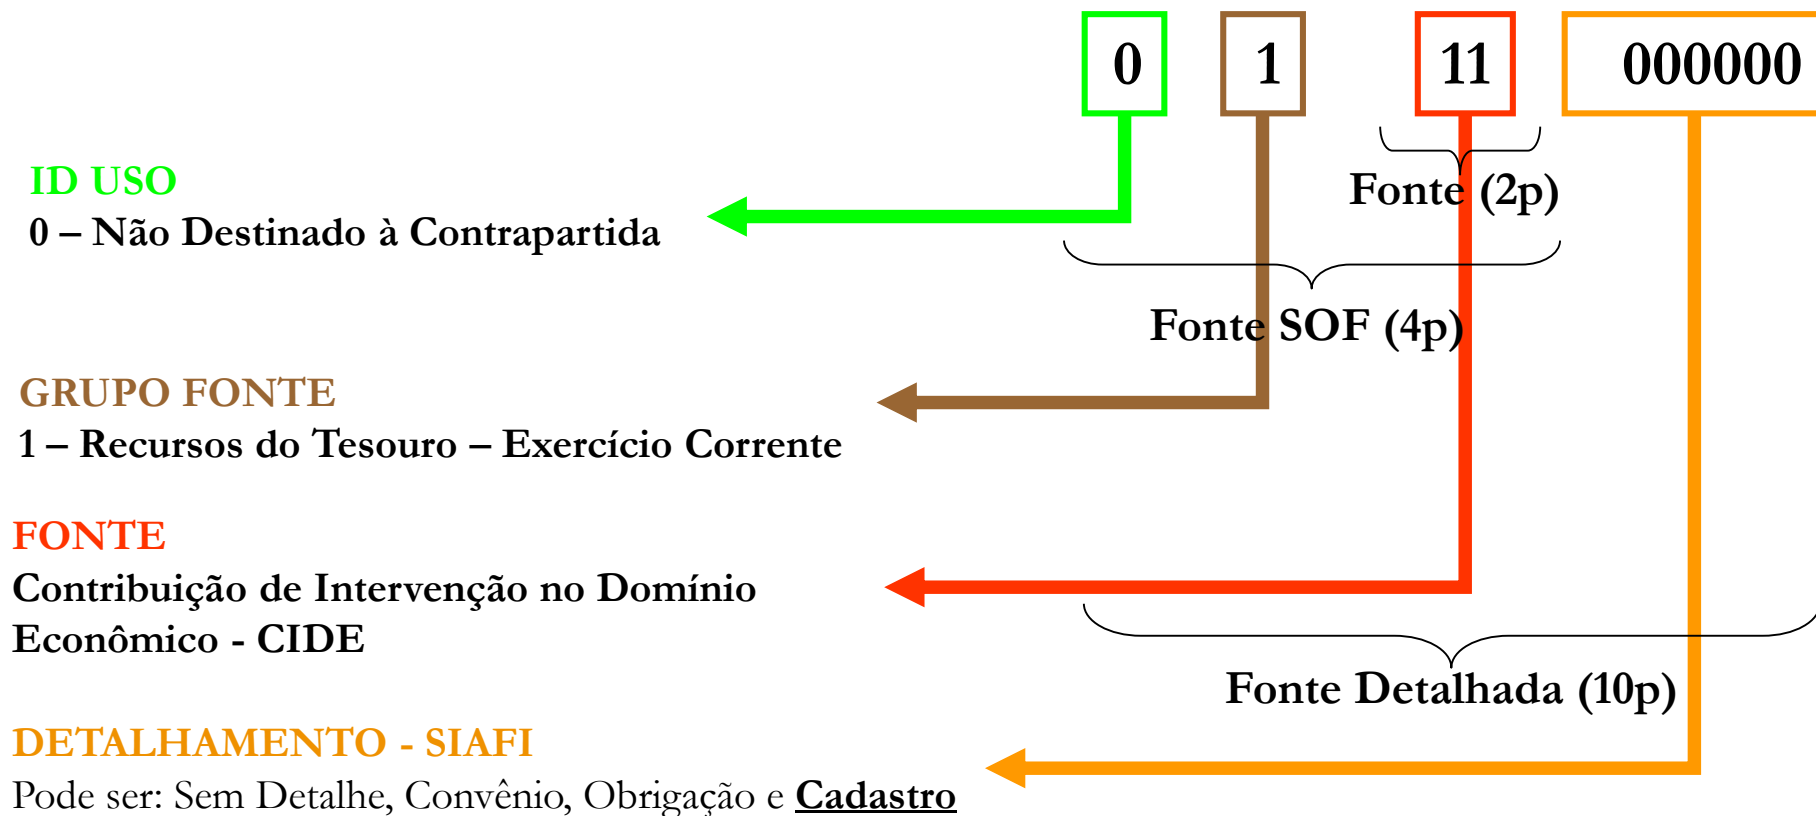 0 1 11 000000
ID USO
0 – Não Destinado à Contrapartida
Fonte (2p)
Fonte SOF (4p)
GRUPO FONTE
1 – Recursos do Tesouro – Exercício Corrente
FONTE
Contribuição de Intervenção no Domínio
Econômico - CIDE
Fonte Detalhada (10p)
DETALHAMENTO - SIAFI
Pode ser: Sem Detalhe, Convênio, Obrigação e Cadastro